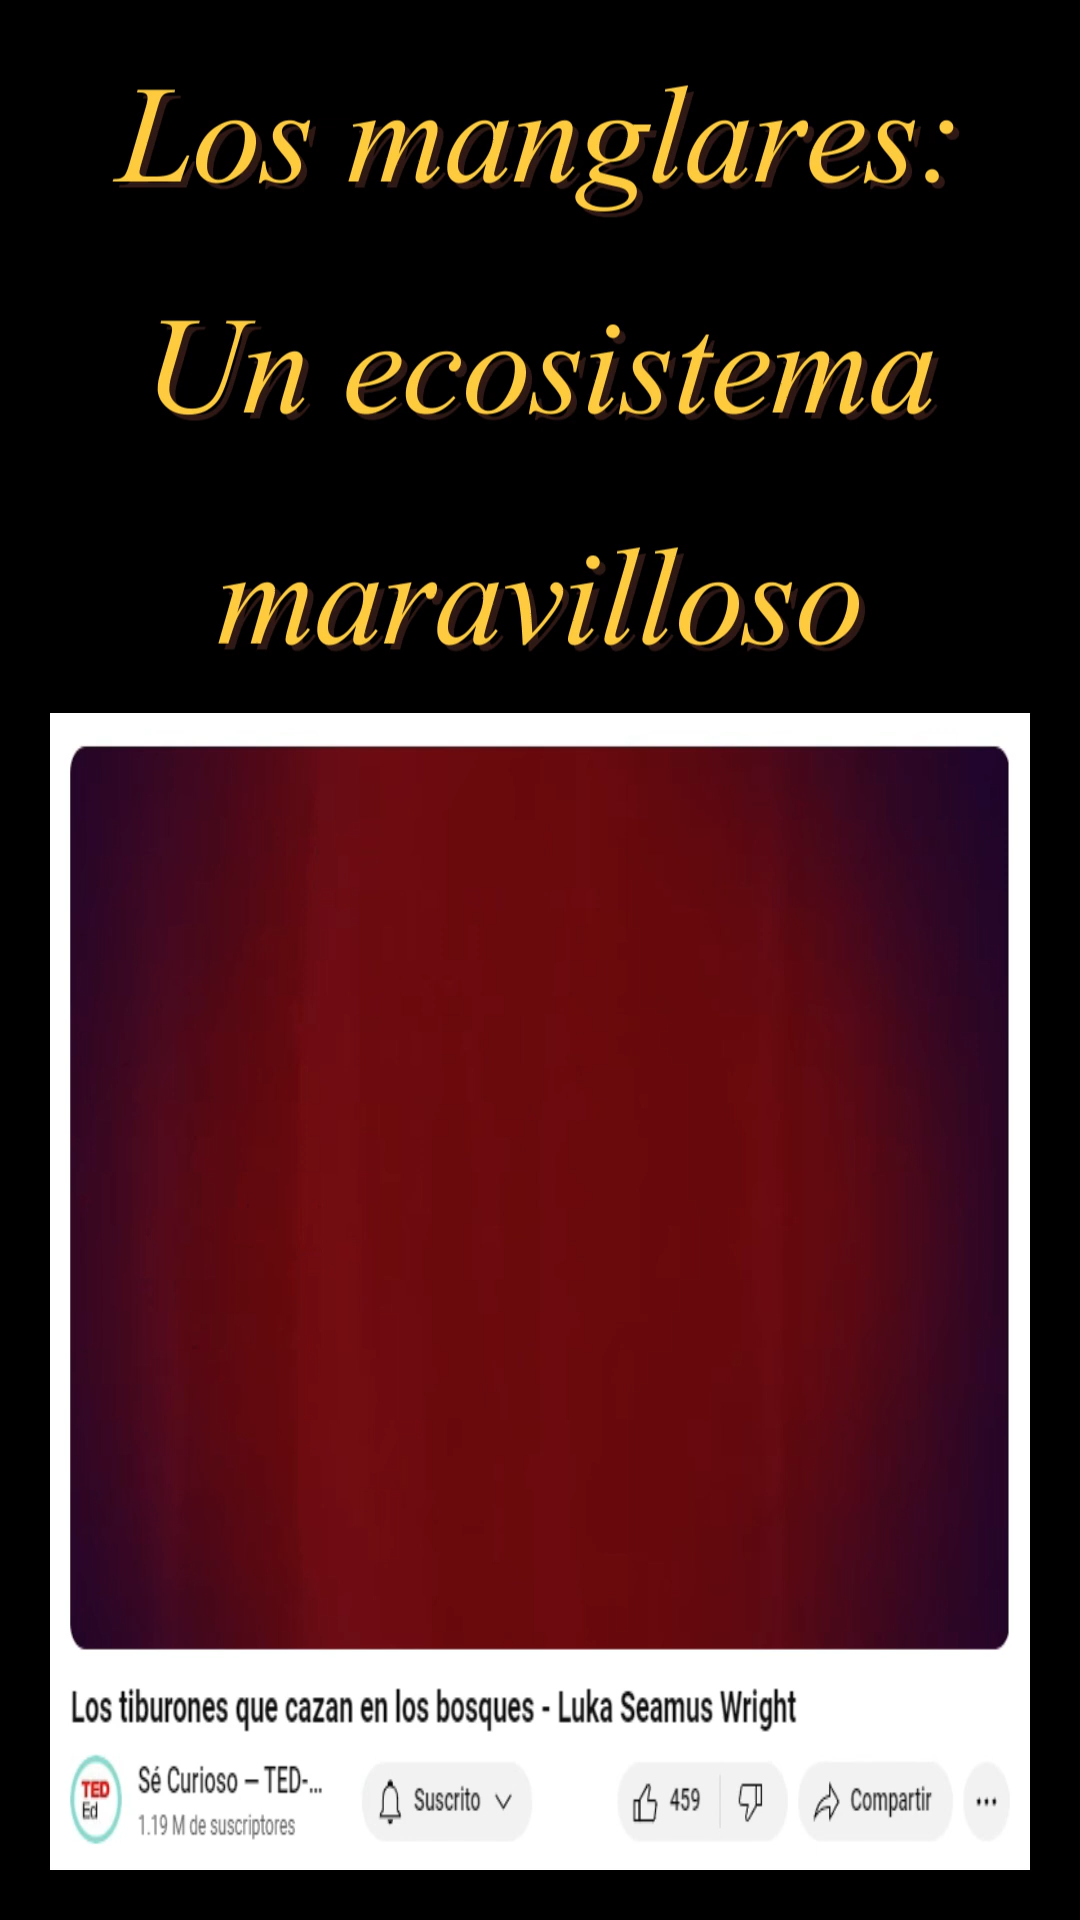 Los manglares:
Un ecosistema
maravilloso
Los tiburones que cazan en los bosques - Luka Seamus Wright
TED
Ed
Sé Curioso – TED-...
1.19 M de suscriptores
Suscrito
459
Compartir